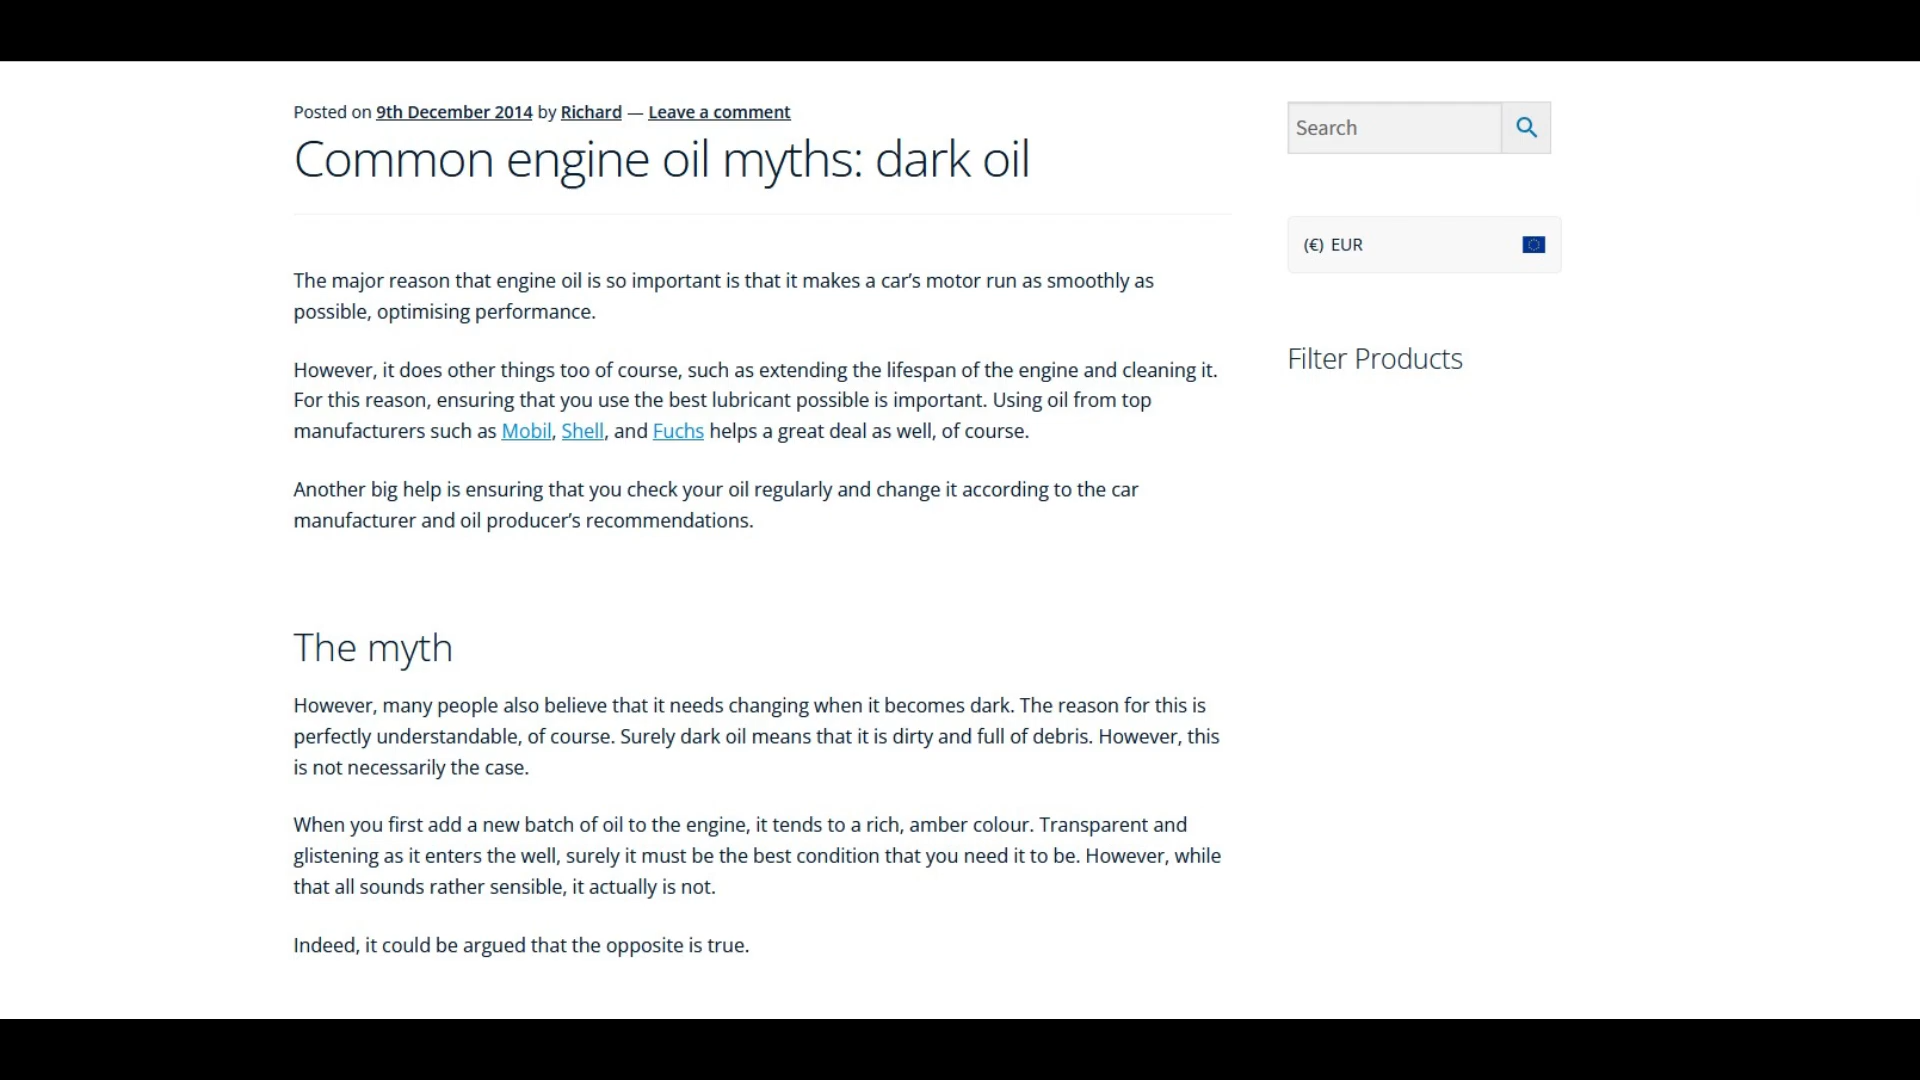 Posted on 9th December 2014 by Richard — Leave a comment
Common engine oil myths: dark oil
The major reason that engine oil is so important is that it makes a car’s motor run as smoothly as
possible, optimising performance.
However, it does other things too of course, such as extending the lifespan of the engine and cleaning it.
For this reason, ensuring that you use the best lubricant possible is important. Using oil from top
manufacturers such as Mobil, Shell, and Fuchs helps a great deal as well, of course.
Another big help is ensuring that you check your oil regularly and change it according to the car
manufacturer and oil producer’s recommendations.
The myth
However, many people also believe that it needs changing when it becomes dark. The reason for this is
perfectly understandable, of course. Surely dark oil means that it is dirty and full of debris. However, this
is not necessarily the case.
When you first add a new batch of oil to the engine, it tends to a rich, amber colour. Transparent and
glistening as it enters the well, surely it must be the best condition that you need it to be. However, while
that all sounds rather sensible, it actually is not.
Indeed, it could be argued that the opposite is true.
Search
(€) EUR
Filter Products